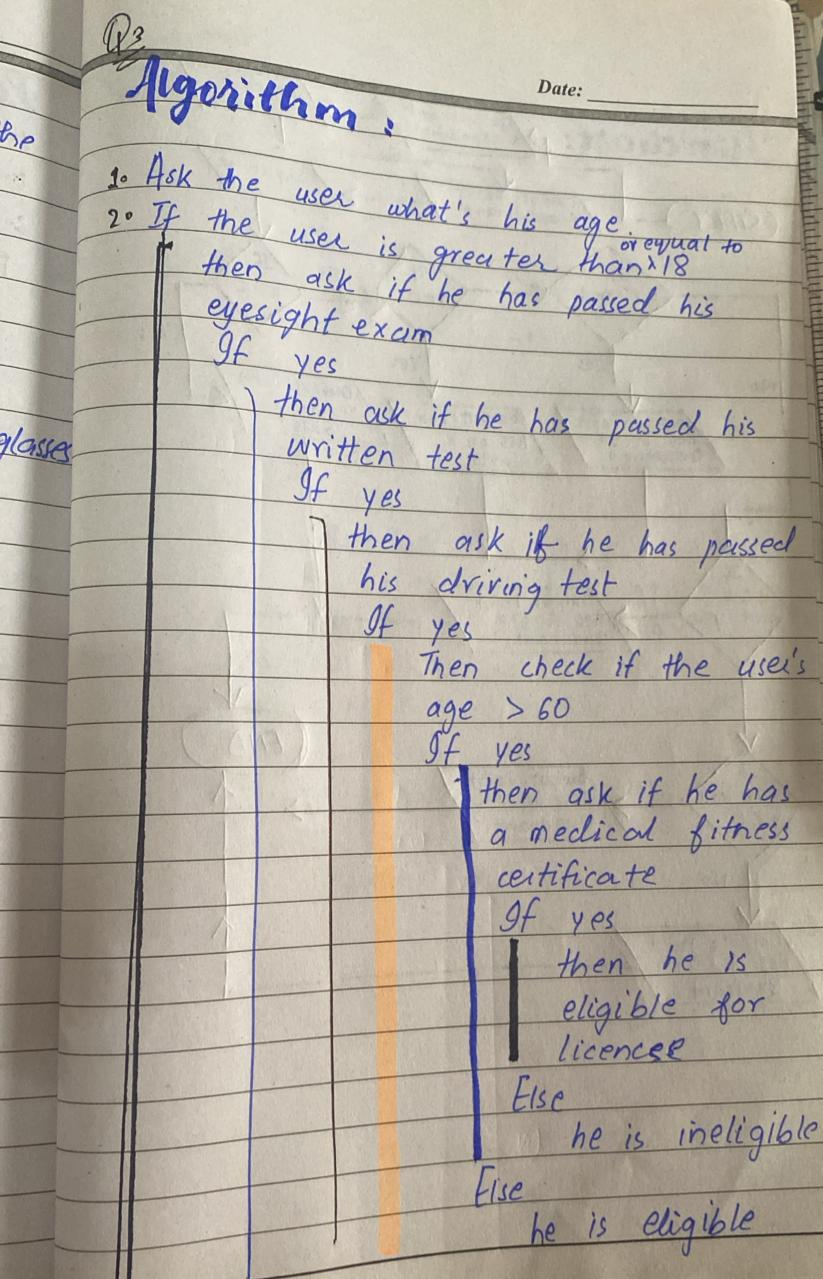 Q3
Date:
Algorithm :
he
1. Ask the user what's his age.
or equal to
2. If the user is greater than 18
then ask if he has passed his
eyesight exam
If yes
then ask if he has passed his
glasses
written test
If yes
then ask if he has passed
his driving test
If yes
Then check if the user's
age > 60
If yes
then ask if he has
a medical fitness
certificate
If yes
then he is
eligible for
licencse
Else
he is ineligible
Else
he is eligible